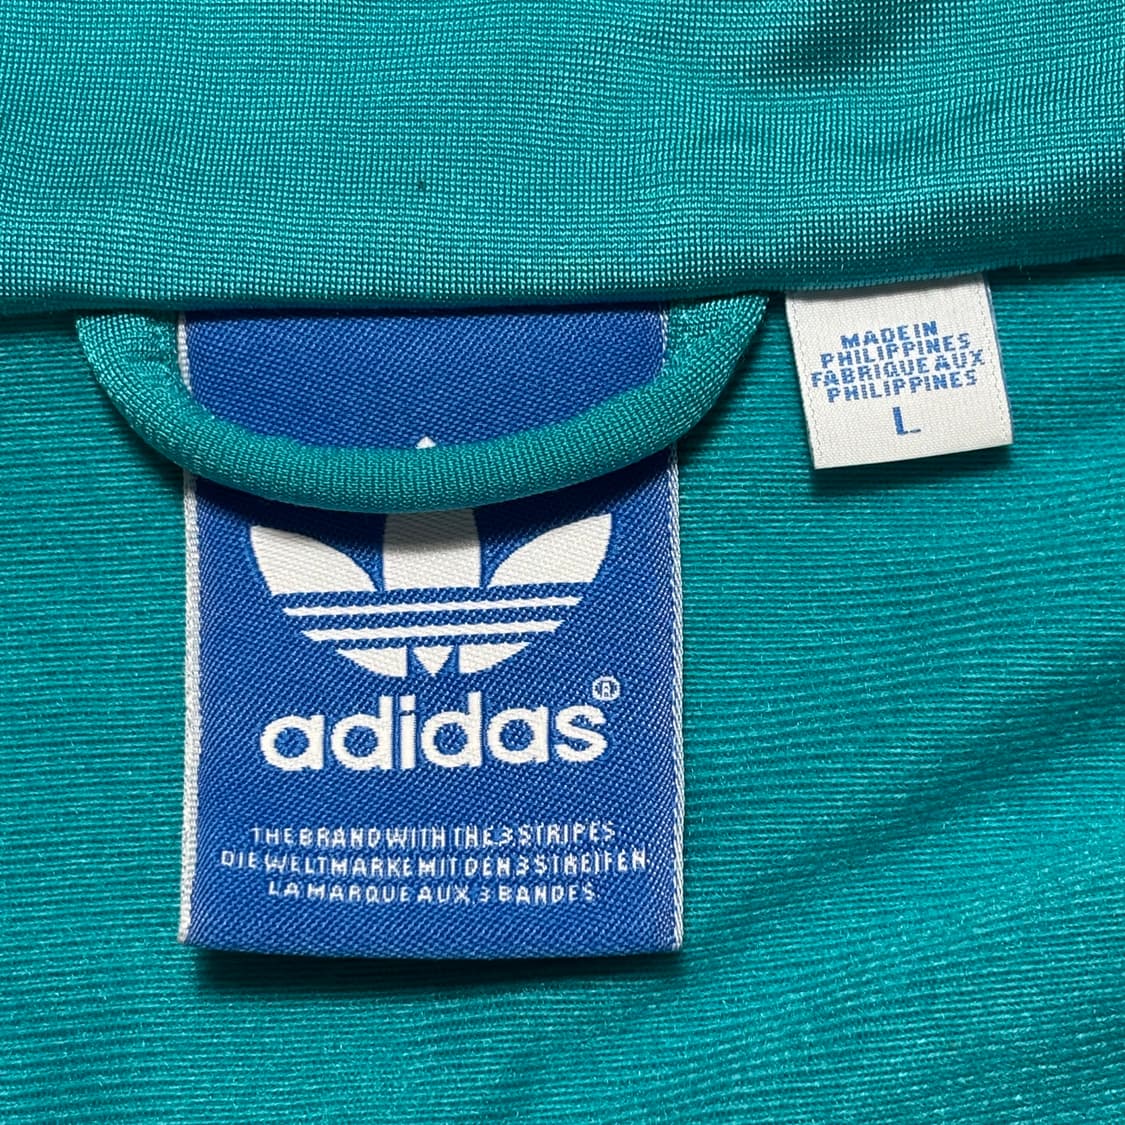 MADE IN
PHILIPPINES
FABRIQUE AUX
PHILIPPINES
L
adidas®
THE BRAND WITH THE 3 STRIPES
DIE WELTMARKE MIT DEN 3 STREIFEN
LA MARQUE AUX 3 BANDES